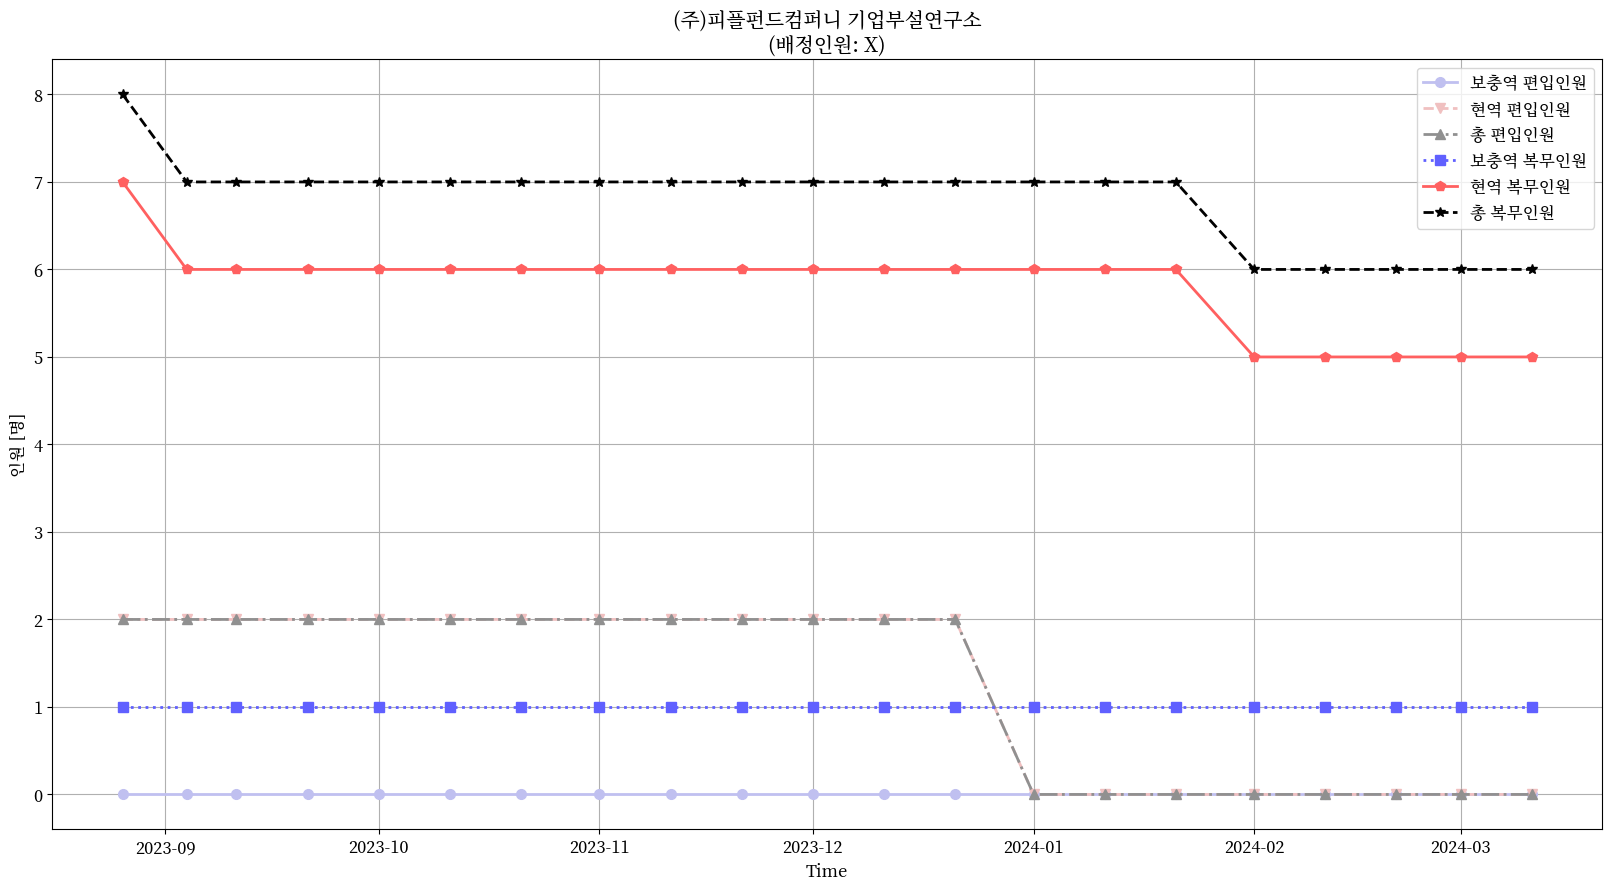 (주)피플펀드컴퍼니 기업부설연구소
(배정인원: X)
보충역 편입인원
현역 편입인원
총 편입인원
보충역 복무인원
현역 복무인원
총 복무인원
인원 [명]
8
7
6
5
4
3
2
1
0
2023-09
2023-10
2023-11
2023-12
2024-01
2024-02
2024-03
Time